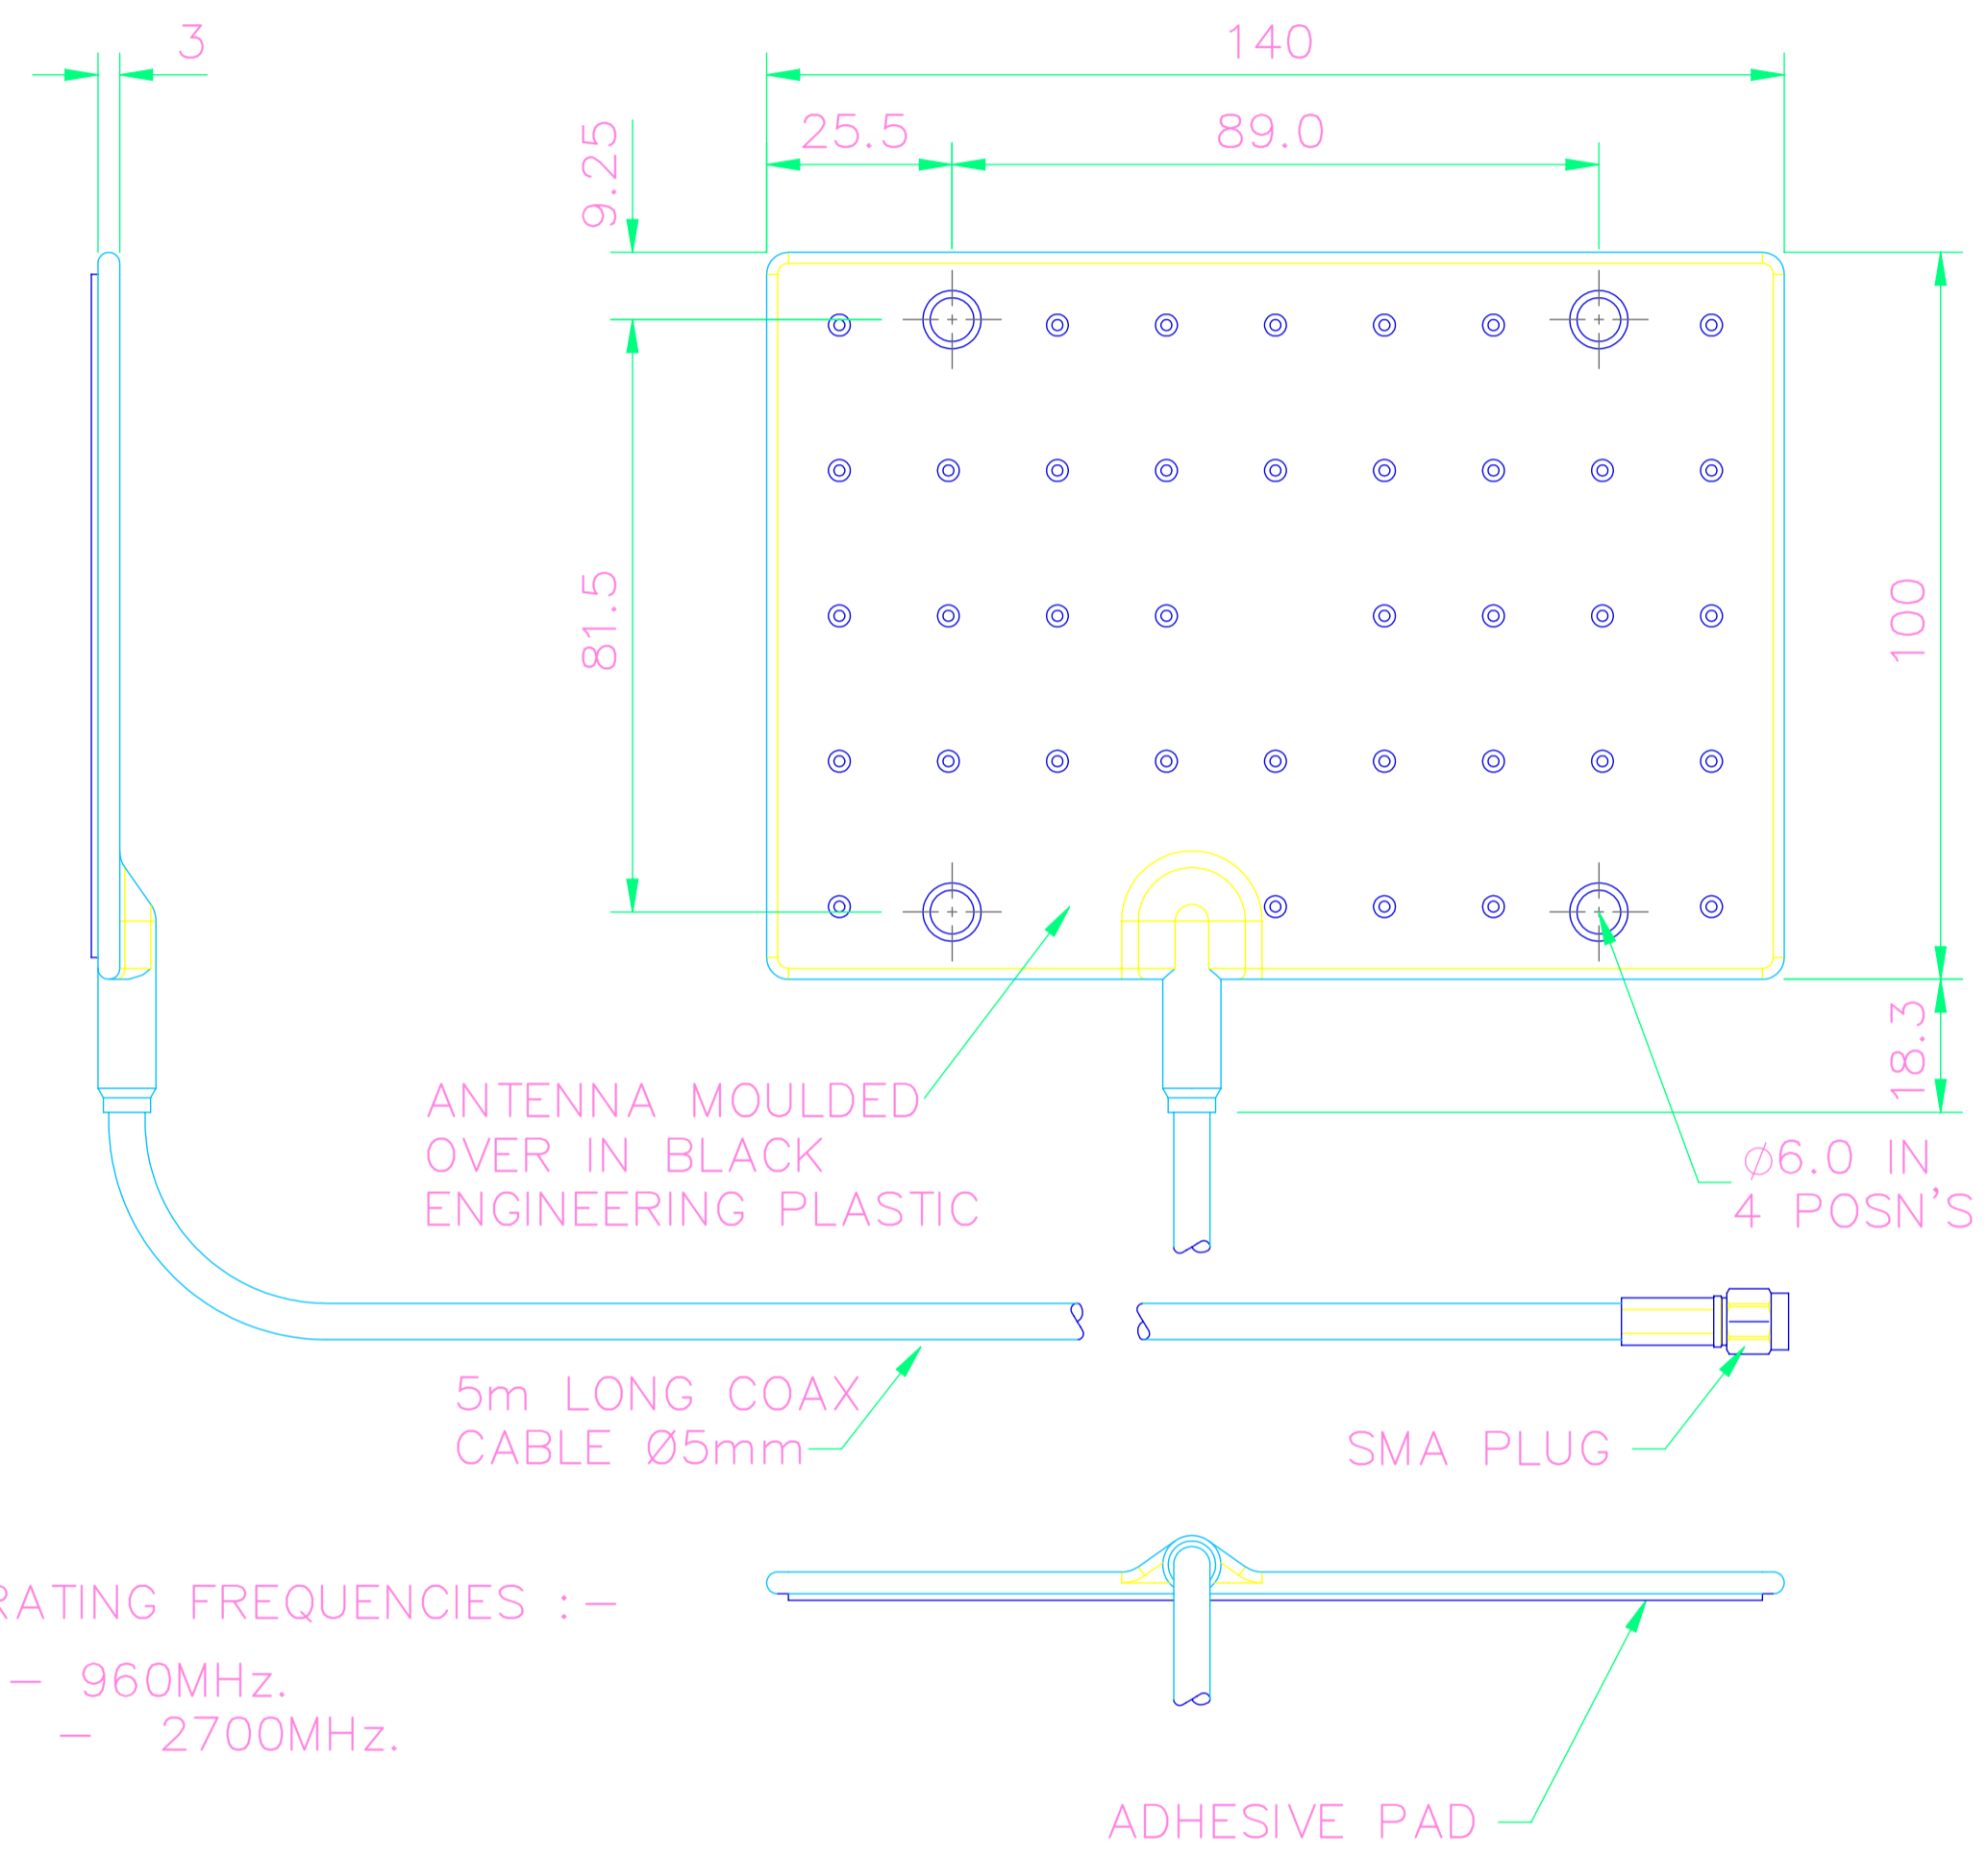 3
140
25.5
89.0
9.25
81.5
100
18.3
ANTENNA MOULDED
OVER IN BLACK
ENGINEERING PLASTIC
⌀6.0 IN
4 POSN'S
5m LONG COAX
CABLE Ø5mm
SMA PLUG
RATING FREQUENCIES :–
– 960MHz.
– 2700MHz.
ADHESIVE PAD